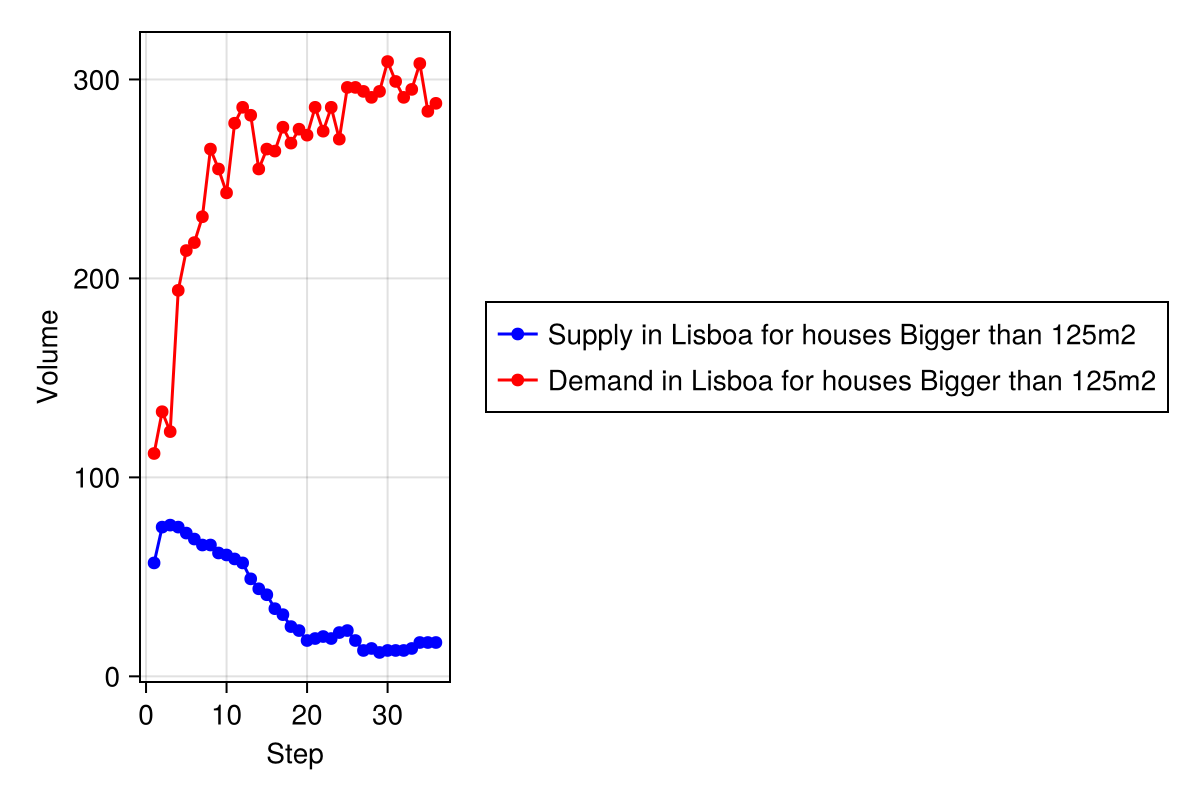 300
200
100
0
Volume
0 10 20 30
Step
Supply in Lisboa for houses Bigger than 125m2
Demand in Lisboa for houses Bigger than 125m2